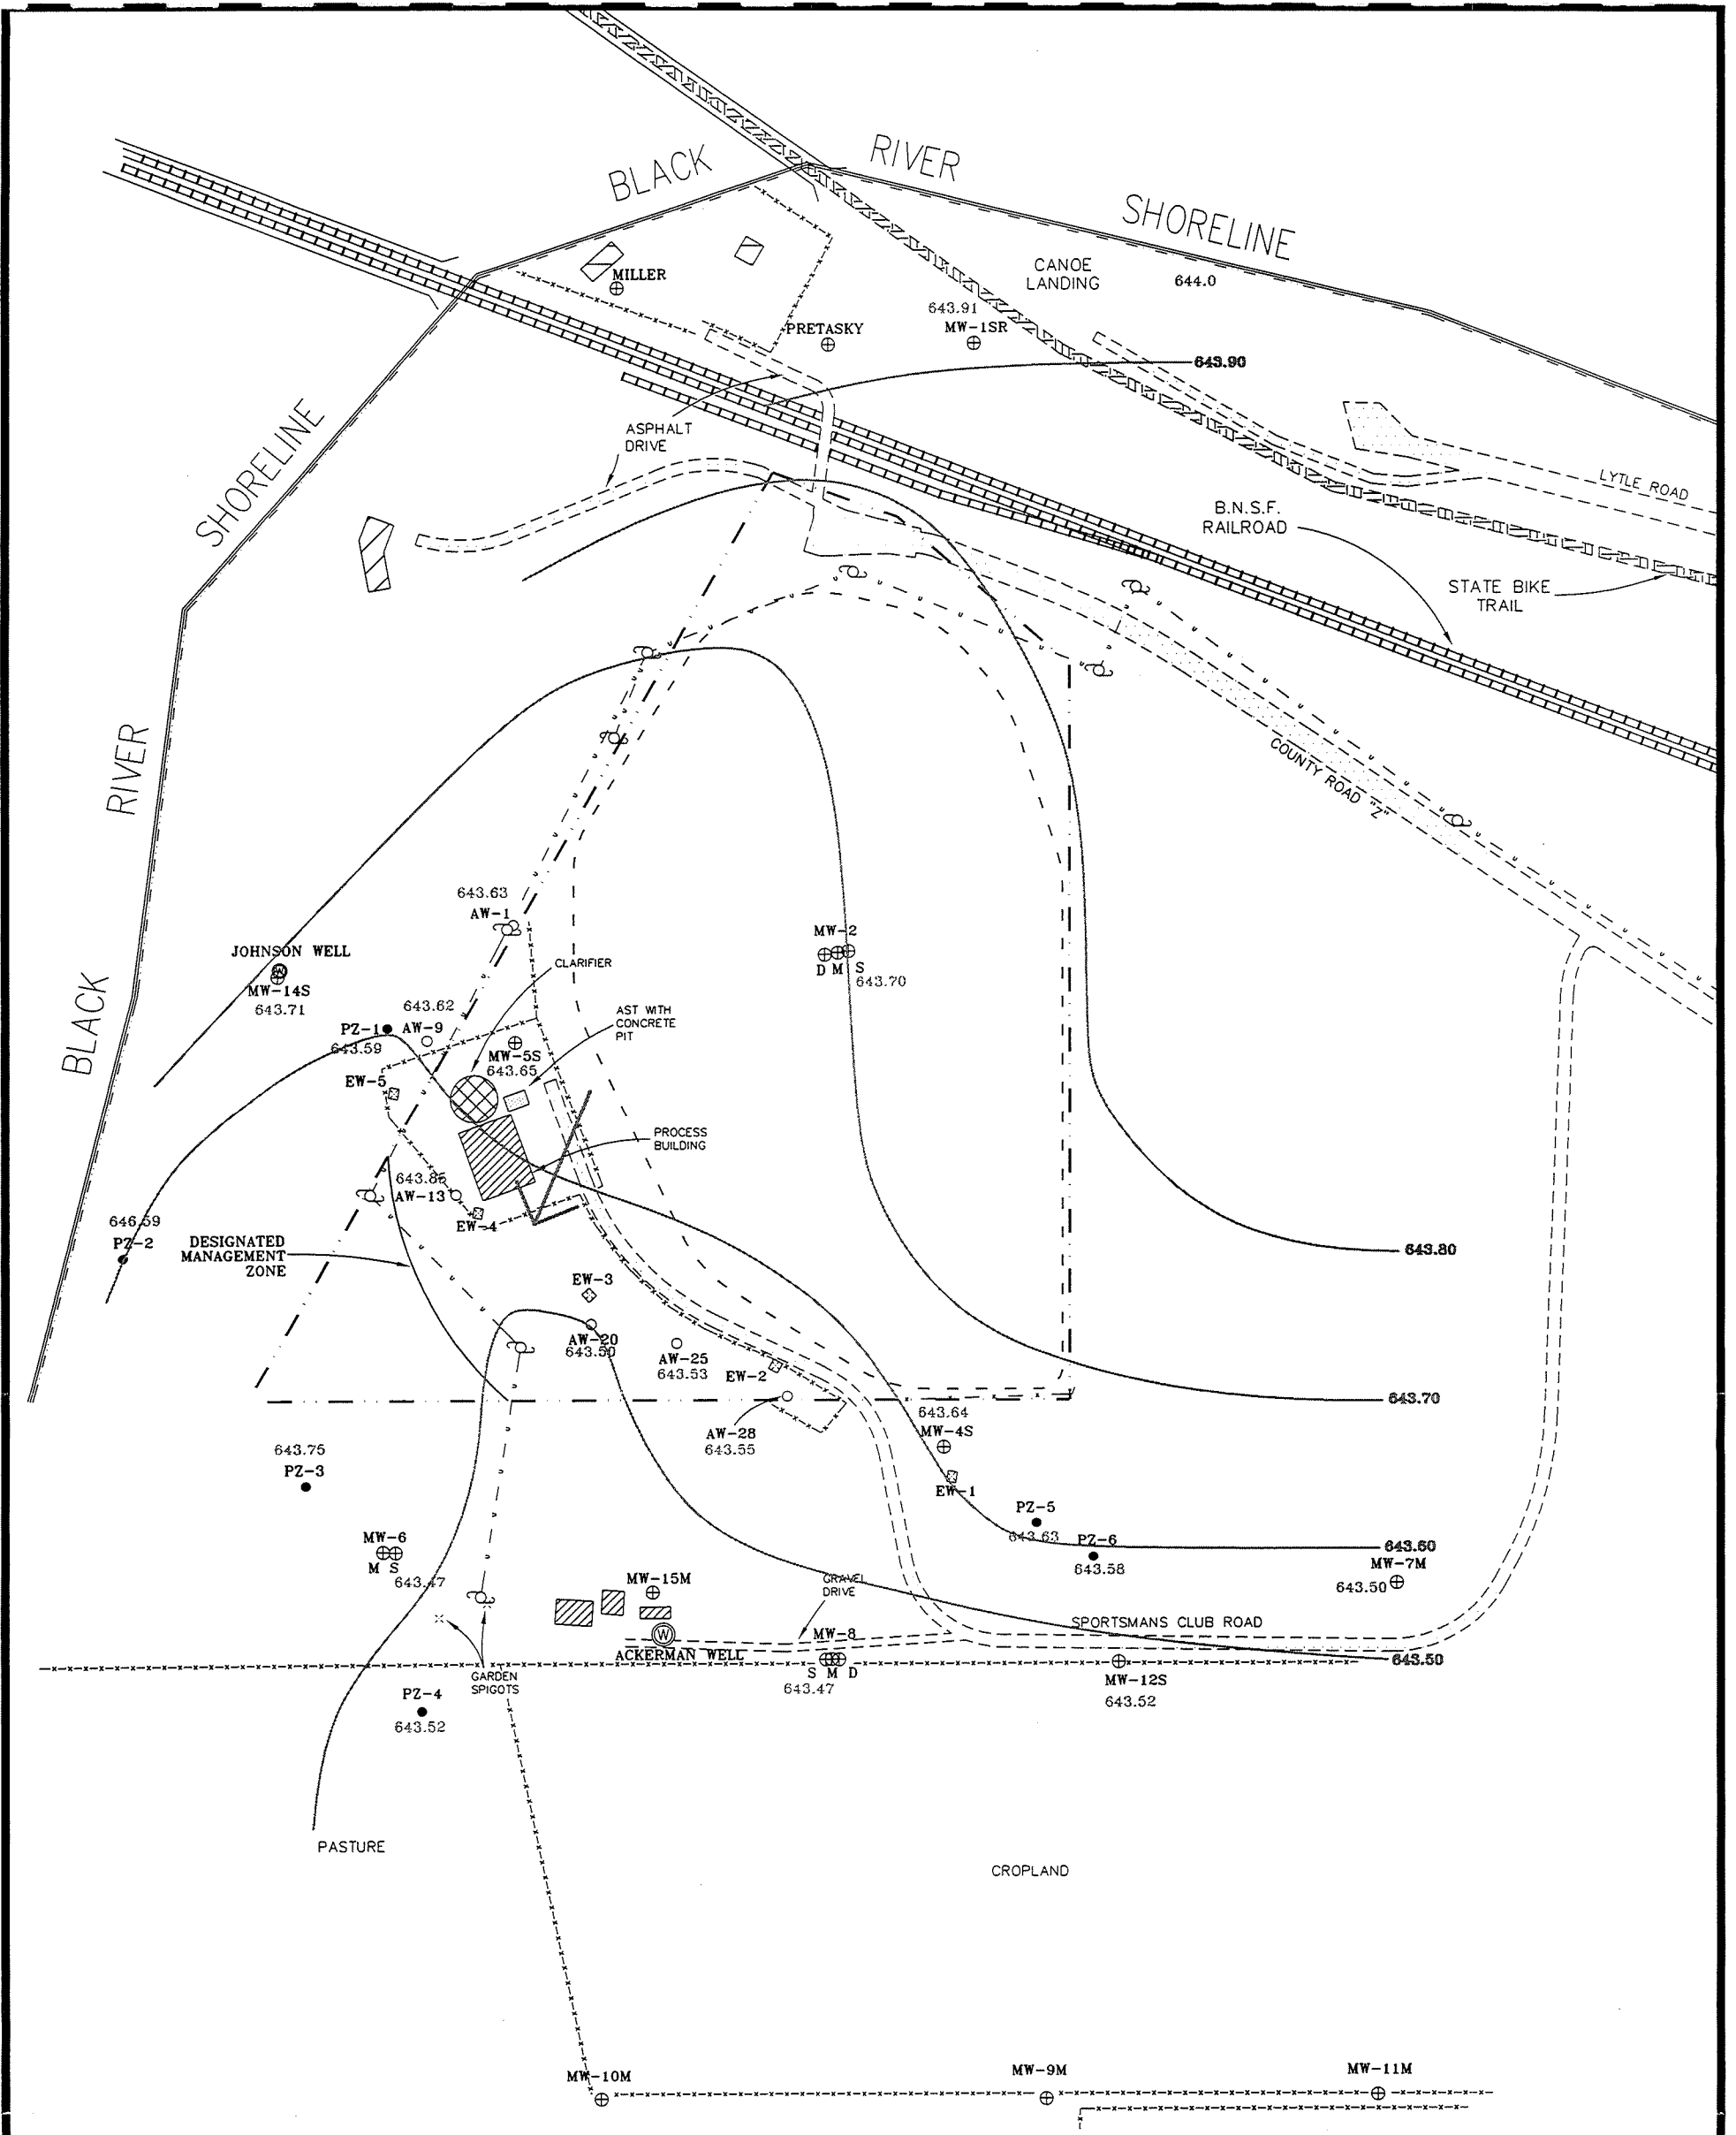 BLACK
RIVER
SHORELINE
CANOE
LANDING
644.0
MILLER
643.91
MW-1SR
PRETASKY
643.90
ASPHALT
DRIVE
SHORELINE
LYTLE ROAD
B.N.S.F.
RAILROAD
STATE BIKE
TRAIL
RIVER
COUNTY ROAD "Z"
643.63
AW-1
MW-2
D M S
643.70
JOHNSON WELL
MW-14S
643.71
CLARIFIER
BLACK
643.62
PZ-1
AW-9
643.59
AST WITH
CONCRETE
PIT
MW-5S
643.65
EW-5
PROCESS
BUILDING
643.85
AW-13
EW-4
646.59
PZ-2
DESIGNATED
MANAGEMENT
ZONE
643.80
EW-3
AW-20
643.50
AW-25
643.53
EW-2
643.70
643.64
MW-4S
AW-28
643.55
643.75
PZ-3
EW-1
PZ-5
643.63
PZ-6
643.58
643.60
MW-7M
643.50
MW-6
M S
643.47
MW-15M
GRAVEL
DRIVE
SPORTSMANS CLUB ROAD
MW-8
W
ACKERMAN WELL
S M D
643.47
643.50
GARDEN
SPIGOTS
MW-12S
643.52
PZ-4
643.52
PASTURE
CROPLAND
MW-10M
MW-9M
MW-11M